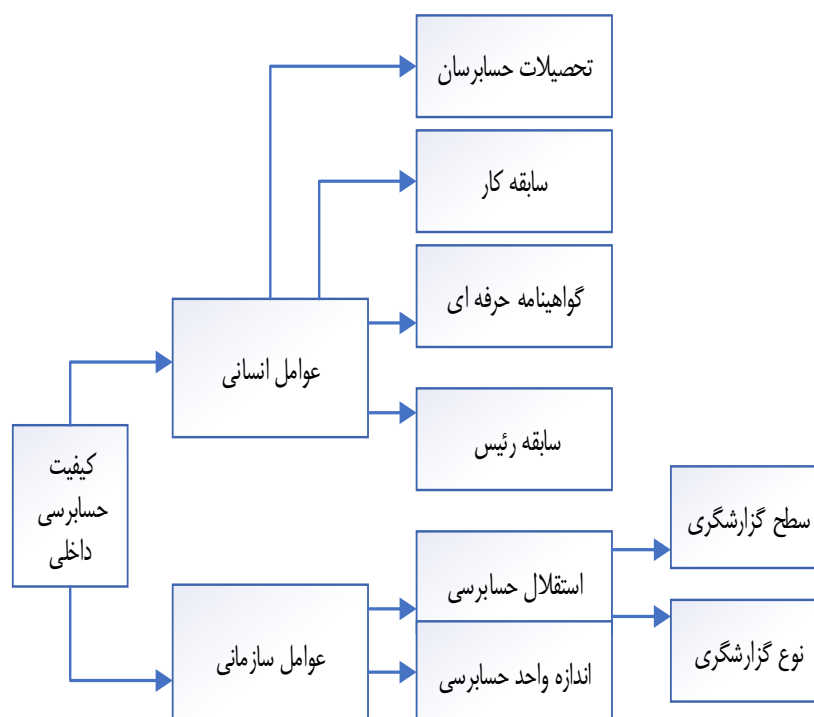 تحصیلات حسابرسان
سابقه کار
گواهینامه حرفه ای
عوامل انسانی
سابقه رئیس
کیفیت
حسابرسی
داخلی
سطح گزارشگری
استقلال حسابرسی
نوع گزارشگری
عوامل سازمانی
اندازه واحد حسابرسی